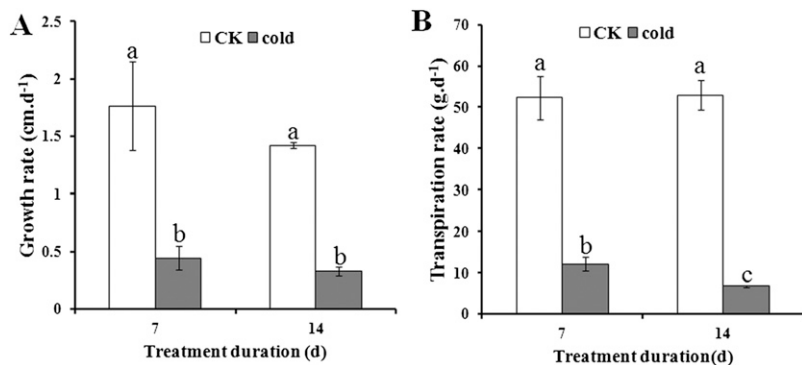 A
CK cold
Growth rate (cm.d-1)
2.5
2
1.5
1
0.5
0
a
b
a
b
7
14
Treatment duration (d)
B
CK cold
Transpiration rate (g.d-1)
70
60
50
40
30
20
10
0
a
b
a
c
7
14
Treatment duration(d)